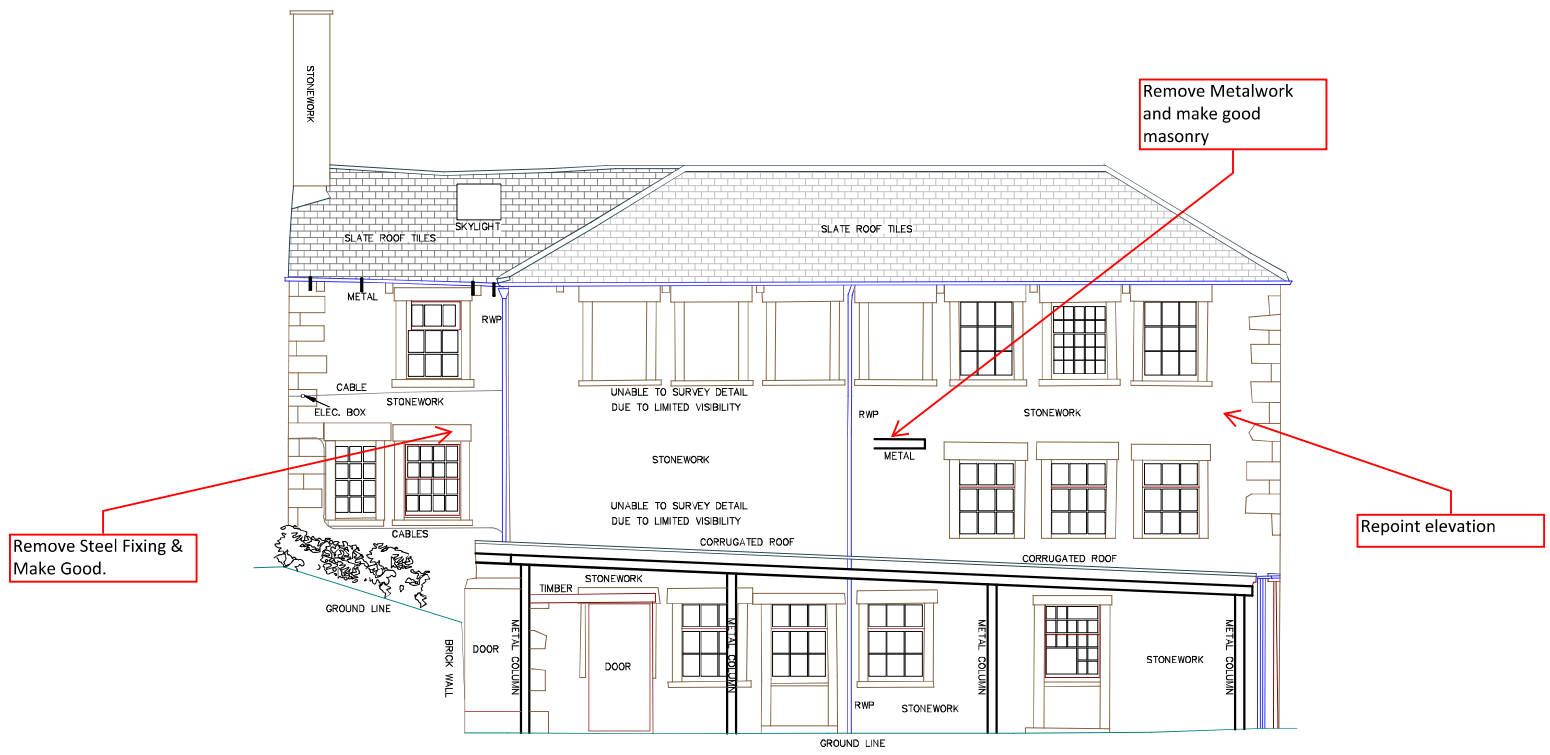 STONEWORK
Remove Metalwork
and make good
masonry
SKYLIGHT
SLATE ROOF TILES
SLATE ROOF TILES
METAL
RWP
CABLE
STONEWORK
ELEC. BOX
UNABLE TO SURVEY DETAIL
DUE TO LIMITED VISIBILITY
RWP
STONEWORK
METAL
STONEWORK
UNABLE TO SURVEY DETAIL
DUE TO LIMITED VISIBILITY
CABLES
Remove Steel Fixing &
Make Good.
Repoint elevation
CORRUGATED ROOF
CORRUGATED ROOF
STONEWORK
TIMBER
GROUND LINE
BRICK WALL
DOOR
METAL COLUMN
DOOR
METAL COLUMN
METAL COLUMN
METAL COLUMN
STONEWORK
RWP
STONEWORK
GROUND LINE